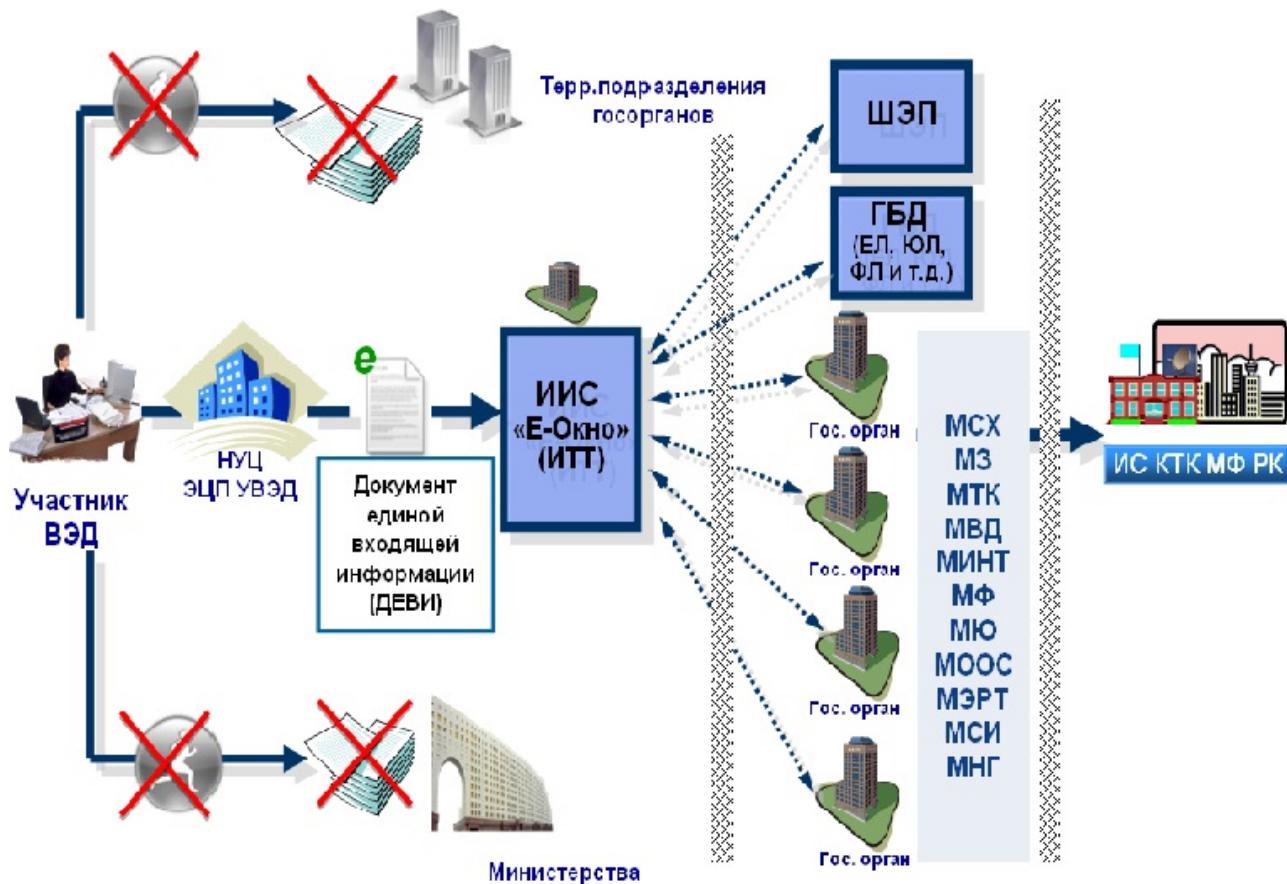 Терр.подразделения
госорганов
ШЭП
ГБД
(ЕЛ. ЮЛ,
ФЛ и т.д.)
Участник
ВЭД
НУЦ
ЭЦП УВЭД
e
Документ
единой
входящей
информации
(ДЕВИ)
ИИС
«Е-Окно»
(ИТТ)
Гос. орган
Гос. орган
Гос. орган
Гос. орган
МСХ
МЗ
МТК
МВД
МИНТ
МФ
МЮ
МООС
МЭРТ
МСИ
МНГ
ИС КТК МФ РК
Министерства